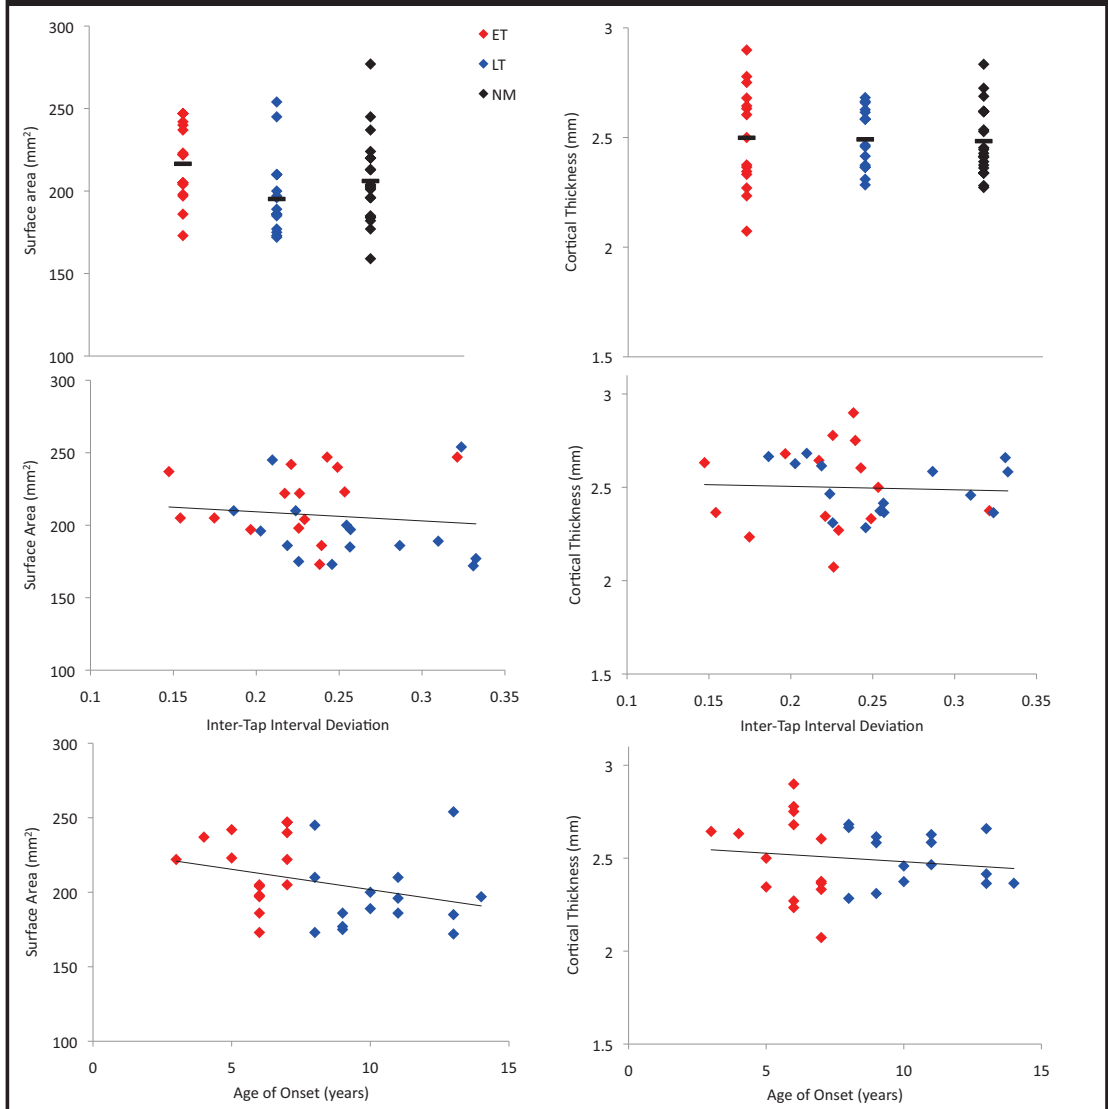 300
250
200
150
100
Surface area (mm²)
ET
LT
NM
3
2.5
2
1.5
Cortical Thickness (mm)
300
250
200
150
100
Surface Area (mm²)
0.1 0.15 0.2 0.25 0.3 0.35
Inter-Tap Interval Deviation
3
2.5
2
1.5
Cortical Thickness (mm)
0.1 0.15 0.2 0.25 0.3 0.35
Inter-Tap Interval Deviation
300
250
200
150
100
Surface Area (mm²)
0 5 10 15
Age of Onset (years)
3
2.5
2
1.5
Cortical Thickness (mm)
0 5 10 15
Age of Onset (years)